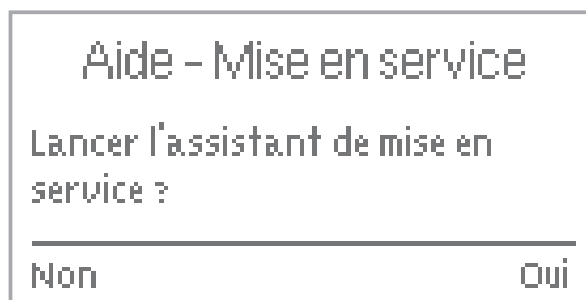 Aide - Mise en service
Lancer l'assistant de mise en
service ?
Non Oui